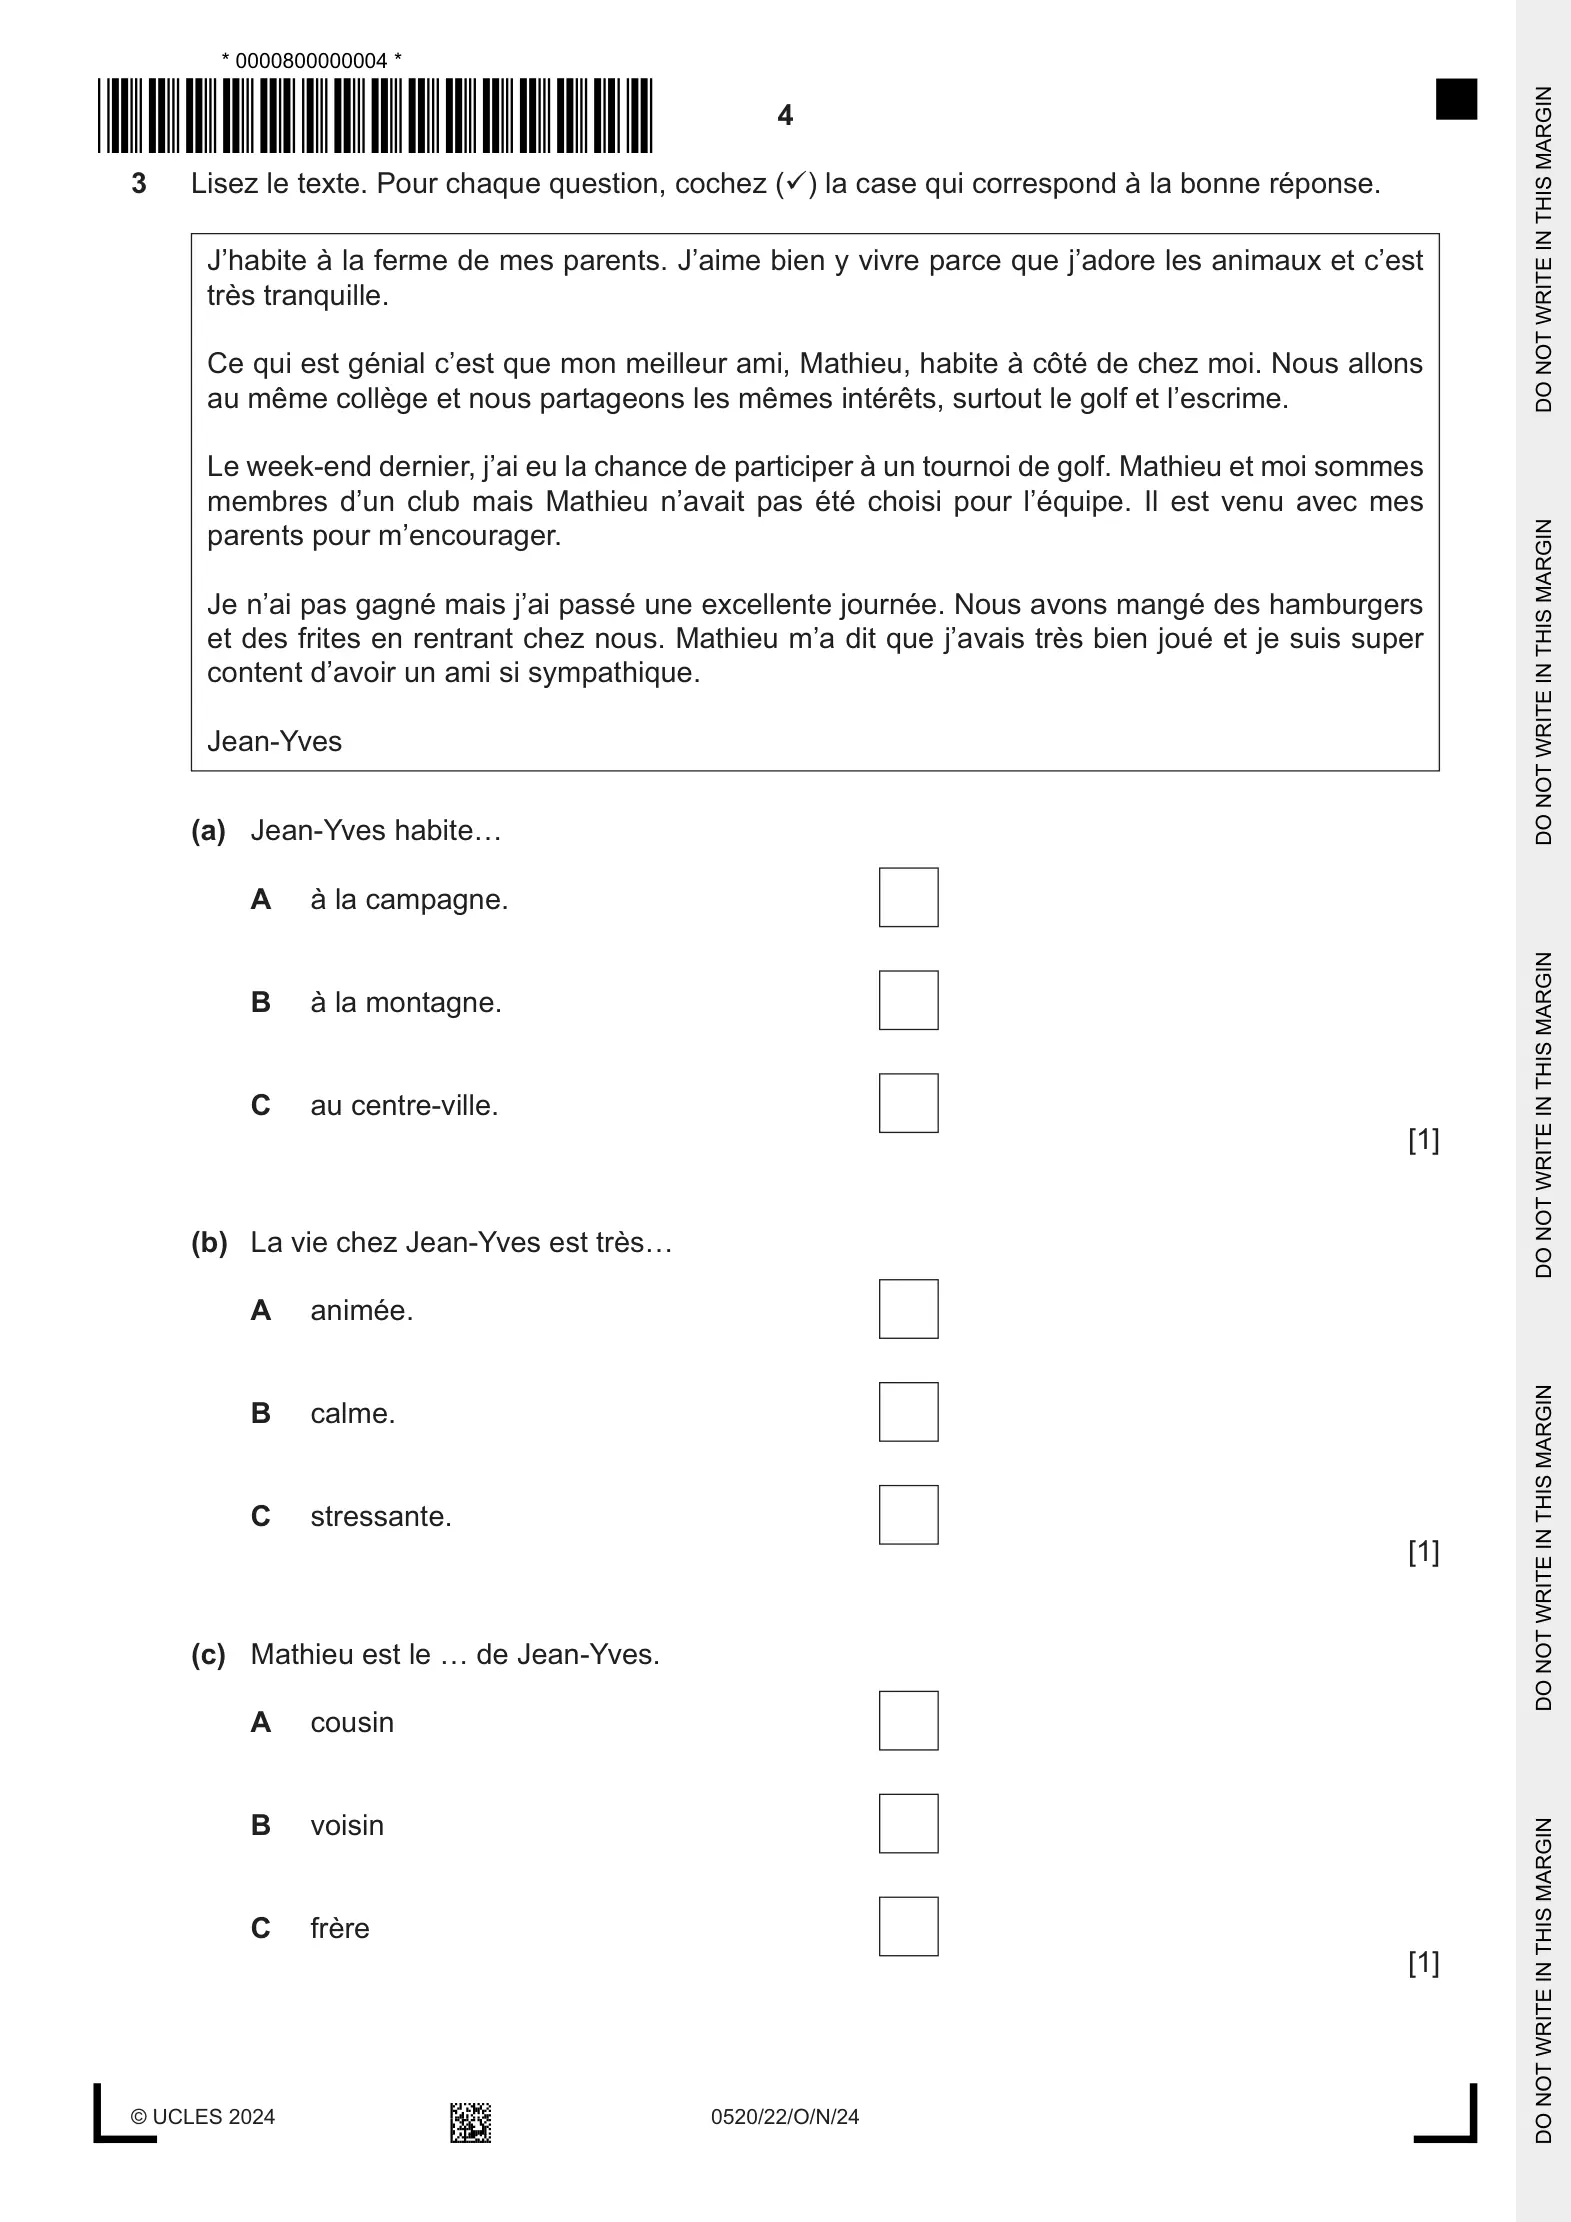 * 0000800000004 *
4
3 Lisez le texte. Pour chaque question, cochez (✓) la case qui correspond à la bonne réponse.
J’habite à la ferme de mes parents. J’aime bien y vivre parce que j’adore les animaux et c’est
très tranquille.
Ce qui est génial c’est que mon meilleur ami, Mathieu, habite à côté de chez moi. Nous allons
au même collège et nous partageons les mêmes intérêts, surtout le golf et l’escrime.
Le week-end dernier, j’ai eu la chance de participer à un tournoi de golf. Mathieu et moi sommes
membres d’un club mais Mathieu n’avait pas été choisi pour l’équipe. Il est venu avec mes
parents pour m’encourager.
Je n’ai pas gagné mais j’ai passé une excellente journée. Nous avons mangé des hamburgers
et des frites en rentrant chez nous. Mathieu m’a dit que j’avais très bien joué et je suis super
content d’avoir un ami si sympathique.
Jean-Yves
(a) Jean-Yves habite…
A à la campagne.
B à la montagne.
C au centre-ville.
[1]
(b) La vie chez Jean-Yves est très…
A animée.
B calme.
C stressante.
[1]
(c) Mathieu est le … de Jean-Yves.
A cousin
B voisin
C frère
[1]
© UCLES 2024
0520/22/O/N/24
DO NOT WRITE IN THIS MARGIN
DO NOT WRITE IN THIS MARGIN
DO NOT WRITE IN THIS MARGIN
DO NOT WRITE IN THIS MARGIN
DO NOT WRITE IN THIS MARGIN